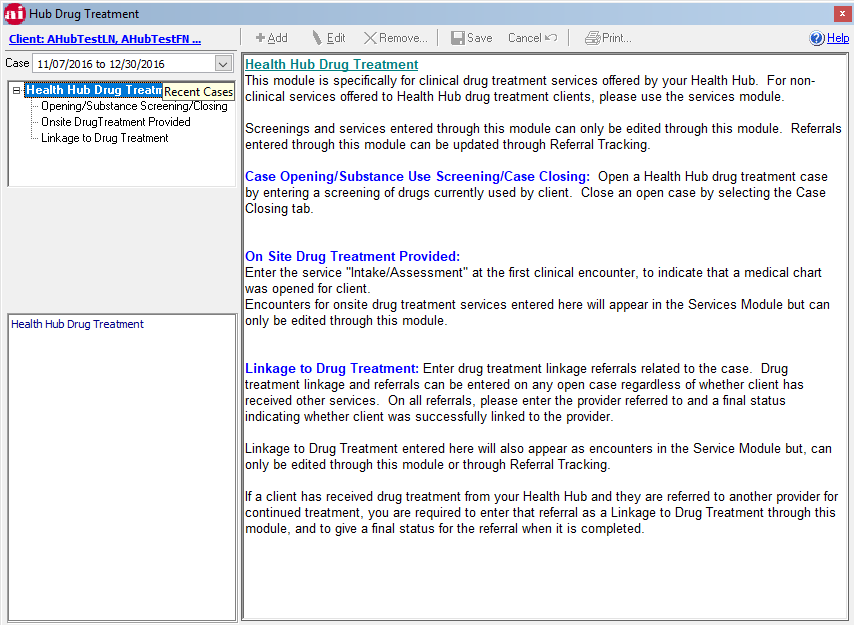 Hub Drug Treatment
Client: AHubTestLN, AHubTestFN ...
Add Edit Remove... Save Cancel Print... Help
Case 11/07/2016 to 12/30/2016
Health Hub Drug Treatm
Recent Cases
Opening/Substance Screening/Closing
Onsite DrugTreatment Provided
Linkage to Drug Treatment
Health Hub Drug Treatment
Health Hub Drug Treatment
This module is specifically for clinical drug treatment services offered by your Health Hub. For non-
clinical services offered to Health Hub drug treatment clients, please use the services module.
Screenings and services entered through this module can only be edited through this module. Referrals
entered through this module can be updated through Referral Tracking.
Case Opening/Substance Use Screening/Case Closing: Open a Health Hub drug treatment case
by entering a screening of drugs currently used by client. Close an open case by selecting the Case
Closing tab.
On Site Drug Treatment Provided:
Enter the service "Intake/Assessment" at the first clinical encounter, to indicate that a medical chart
was opened for client.
Encounters for onsite drug treatment services entered here will appear in the Services Module but can
only be edited through this module.
Linkage to Drug Treatment: Enter drug treatment linkage referrals related to the case. Drug
treatment linkage and referrals can be entered on any open case regardless of whether client has
received other services. On all referrals, please enter the provider referred to and a final status
indicating whether client was successfully linked to the provider.
Linkage to Drug Treatment entered here will also appear as encounters in the Service Module but, can
only be edited through this module or through Referral Tracking.
If a client has received drug treatment from your Health Hub and they are referred to another provider for
continued treatment, you are required to enter that referral as a Linkage to Drug Treatment through this
module, and to give a final status for the referral when it is completed.